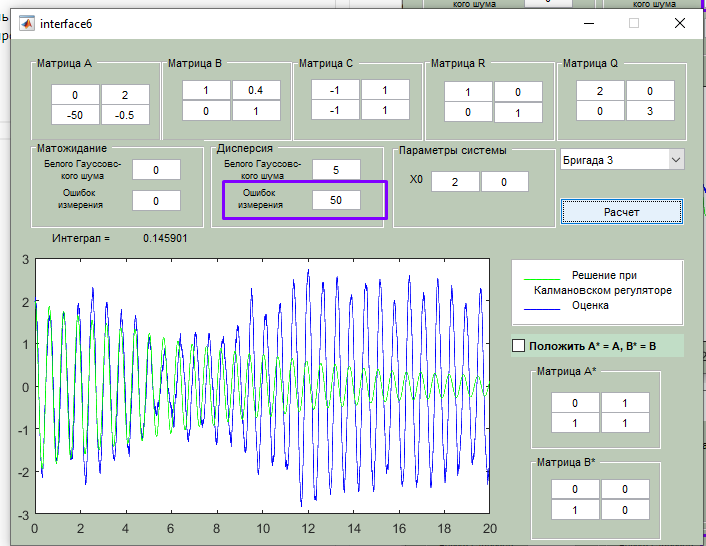 кого шума
кого шума
interface6
Матрица A
Матрица B
Матрица C
Матрица R
Матрица Q
0 2
1 0.4
-1 1
1 0
2 0
-50 -0.5
0 1
-1 1
0 1
0 3
Матожидание
Дисперсия
Параметры системы
Белого Гауссовс-
кого шума
0
Белого Гауссовс-
кого шума
5
X0
2 0
Бригада 3
Ошибок
измерения
0
Ошибок
измерения
50
Расчет
Интеграл = 0.145901
3
2
1
0
-1
-2
-3
0 2 4 6 8 10 12 14 16 18 20
Решение при
Калмановском регуляторе
Оценка
Положить A* = A, B* = B
Матрица A*
0 1
1 1
Матрица B*
0 0
1 0